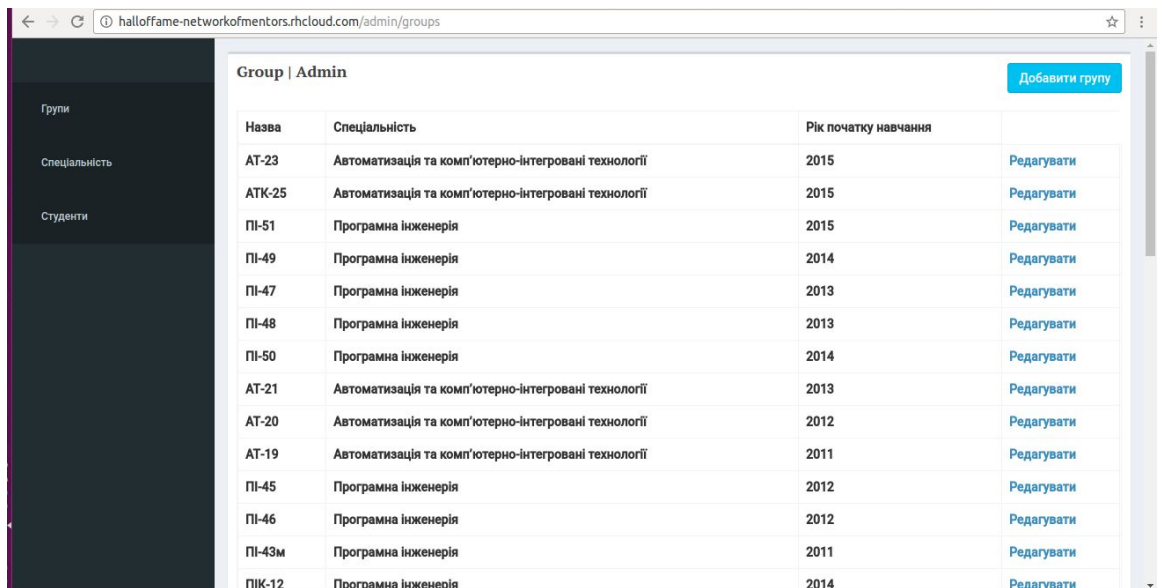 halloffame-networkofmentors.rhcloud.com/admin/groups
Групи
Спеціальність
Студенти
Group | Admin
Добавити групу
Назва Спеціальність Рік початку навчання
АТ-23 Автоматизація та комп'ютерно-інтегровані технології 2015 Редагувати
АТК-25 Автоматизація та комп'ютерно-інтегровані технології 2015 Редагувати
ПІ-51 Програмна інженерія 2015 Редагувати
ПІ-49 Програмна інженерія 2014 Редагувати
ПІ-47 Програмна інженерія 2013 Редагувати
ПІ-48 Програмна інженерія 2013 Редагувати
ПІ-50 Програмна інженерія 2014 Редагувати
АТ-21 Автоматизація та комп'ютерно-інтегровані технології 2013 Редагувати
АТ-20 Автоматизація та комп'ютерно-інтегровані технології 2012 Редагувати
АТ-19 Автоматизація та комп'ютерно-інтегровані технології 2011 Редагувати
ПІ-45 Програмна інженерія 2012 Редагувати
ПІ-46 Програмна інженерія 2012 Редагувати
ПІ-43м Програмна інженерія 2011 Редагувати
ПІК-12 Програмна інженерія 2014 Редагувати